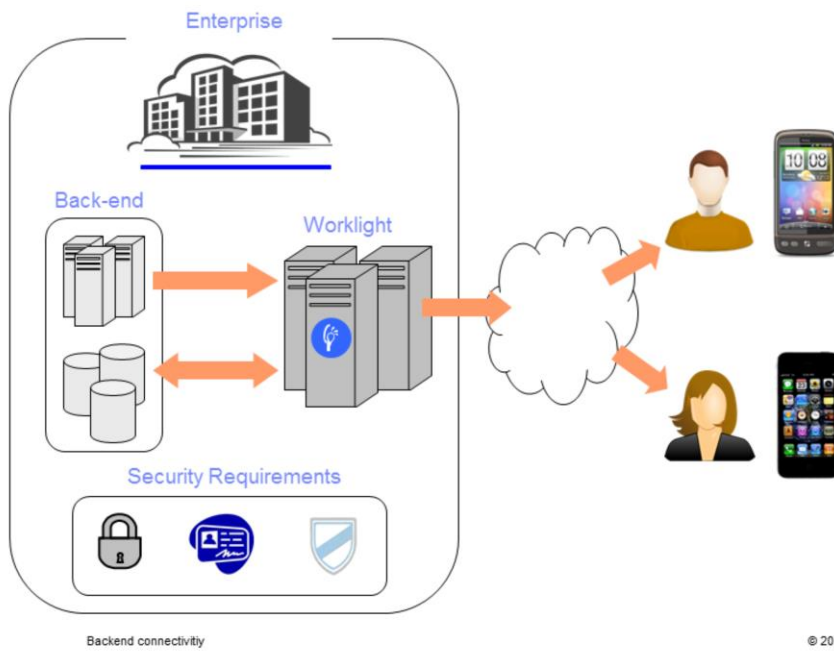 Enterprise
Back-end
Worklight
10 08
Security Requirements
Backend connectivitiy
© 20